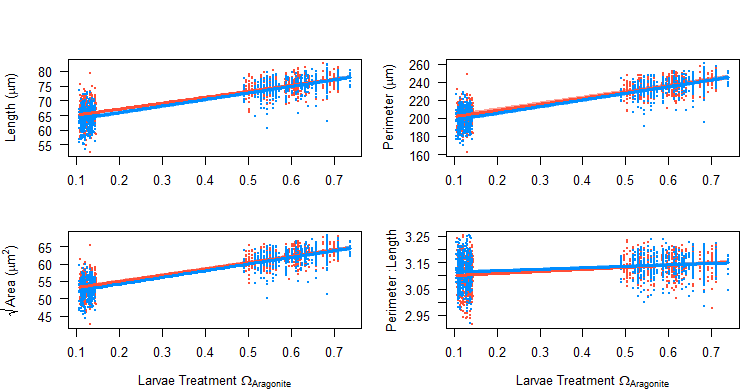 Length (μm)
80
75
70
65
60
55
0.1 0.2 0.3 0.4 0.5 0.6 0.7
Perimeter (μm)
260
240
220
200
180
160
0.1 0.2 0.3 0.4 0.5 0.6 0.7
√Area (μm²)
65
60
55
50
45
0.1 0.2 0.3 0.4 0.5 0.6 0.7
Larvae Treatment ΩAragonite
Perimeter : Length
3.25
3.15
3.05
2.95
0.1 0.2 0.3 0.4 0.5 0.6 0.7
Larvae Treatment ΩAragonite